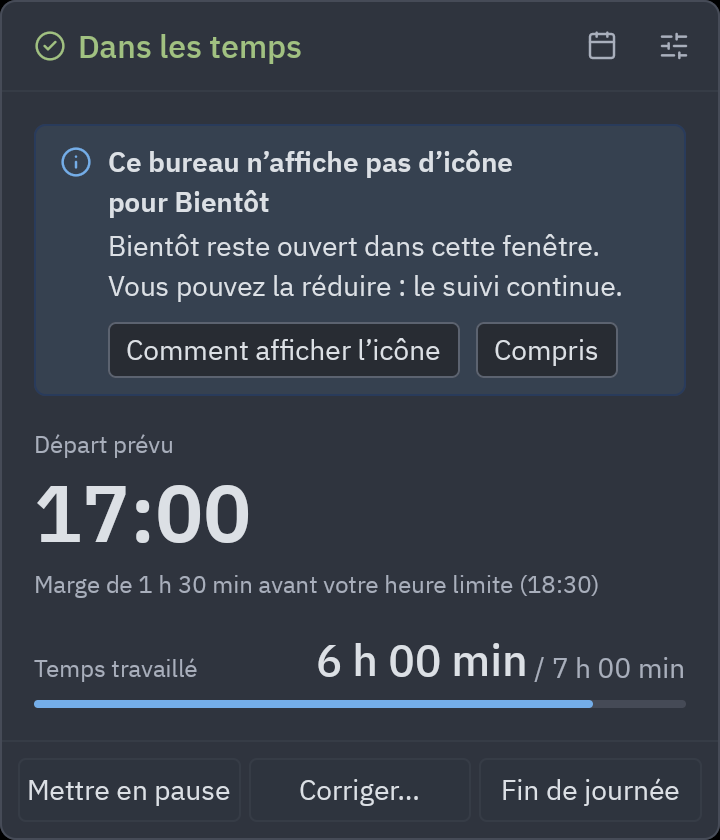 Dans les temps
Ce bureau n’affiche pas d’icône
pour Bientôt
Bientôt reste ouvert dans cette fenêtre.
Vous pouvez la réduire : le suivi continue.
Comment afficher l’icône
Compris
Départ prévu
17:00
Marge de 1 h 30 min avant votre heure limite (18:30)
Temps travaillé 6 h 00 min / 7 h 00 min
Mettre en pause
Corriger…
Fin de journée